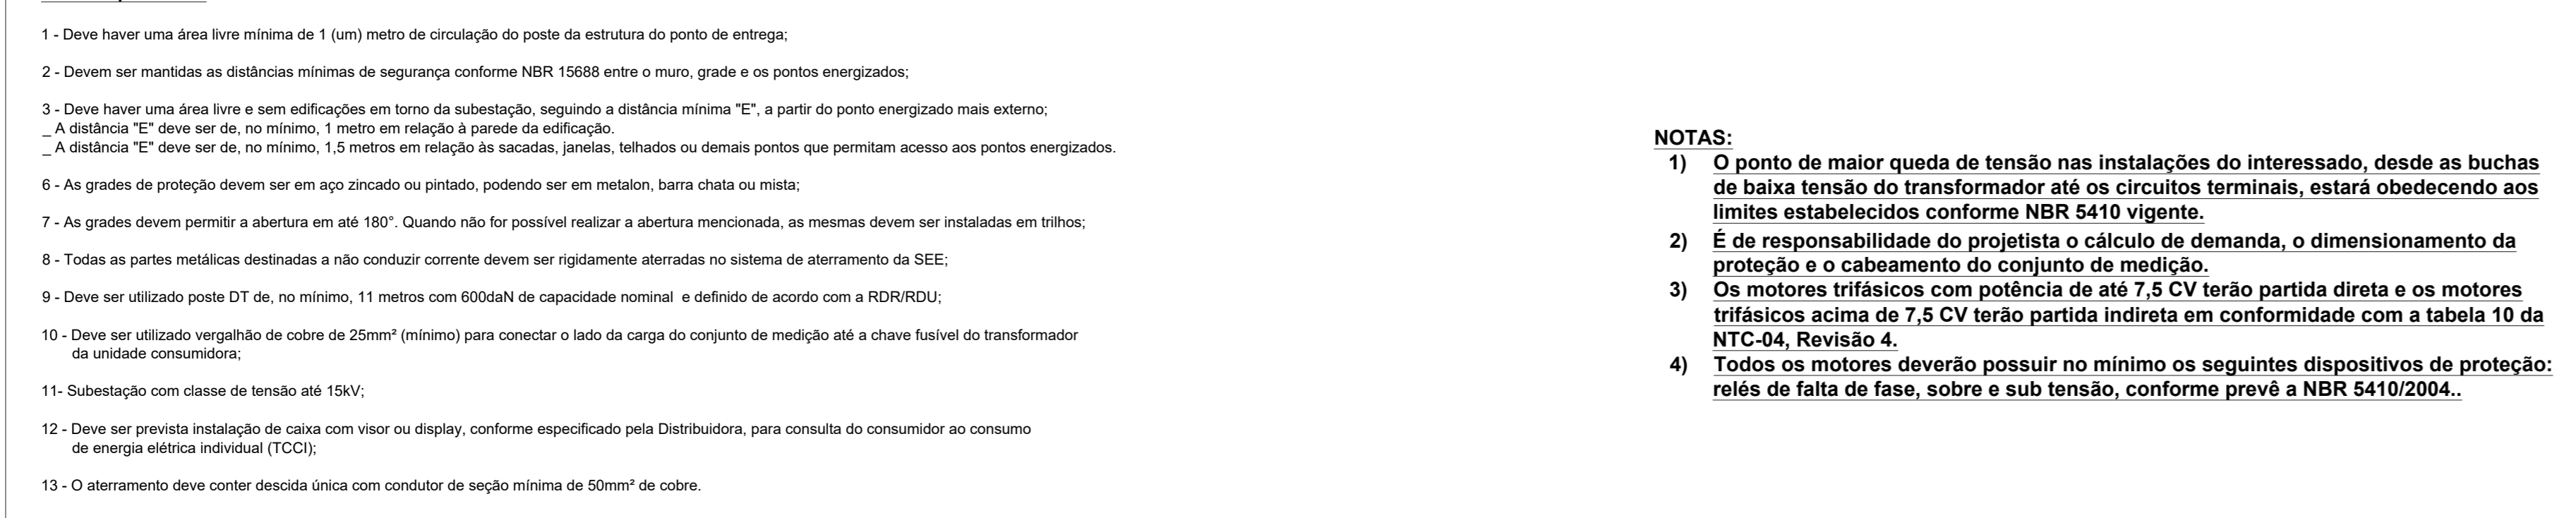 1 - Deve haver uma área livre mínima de 1 (um) metro de circulação do poste da estrutura do ponto de entrega;
2 - Devem ser mantidas as distâncias mínimas de segurança conforme NBR 15688 entre o muro, grade e os pontos energizados;
3 - Deve haver uma área livre e sem edificações em torno da subestação, seguindo a distância mínima "E", a partir do ponto energizado mais externo;
_ A distância "E" deve ser de, no mínimo, 1 metro em relação à parede da edificação.
_ A distância "E" deve ser de, no mínimo, 1,5 metros em relação às sacadas, janelas, telhados ou demais pontos que permitam acesso aos pontos energizados.
6 - As grades de proteção devem ser em aço zincado ou pintado, podendo ser em metalon, barra chata ou mista;
7 - As grades devem permitir a abertura em até 180°. Quando não for possível realizar a abertura mencionada, as mesmas devem ser instaladas em trilhos;
8 - Todas as partes metálicas destinadas a não conduzir corrente devem ser rigidamente aterradas no sistema de aterramento da SEE;
9 - Deve ser utilizado poste DT de, no mínimo, 11 metros com 600daN de capacidade nominal e definido de acordo com a RDR/RDU;
10 - Deve ser utilizado vergalhão de cobre de 25mm² (mínimo) para conectar o lado da carga do conjunto de medição até a chave fusível do transformador
da unidade consumidora;
11- Subestação com classe de tensão até 15kV;
12 - Deve ser prevista instalação de caixa com visor ou display, conforme especificado pela Distribuidora, para consulta do consumidor ao consumo
de energia elétrica individual (TCCI);
13 - O aterramento deve conter descida única com condutor de seção mínima de 50mm² de cobre.
NOTAS:
1) O ponto de maior queda de tensão nas instalações do interessado, desde as buchas
de baixa tensão do transformador até os circuitos terminais, estará obedecendo aos
limites estabelecidos conforme NBR 5410 vigente.
2) É de responsabilidade do projetista o cálculo de demanda, o dimensionamento da
proteção e o cabeamento do conjunto de medição.
3) Os motores trifásicos com potência de até 7,5 CV terão partida direta e os motores
trifásicos acima de 7,5 CV terão partida indireta em conformidade com a tabela 10 da
NTC-04, Revisão 4.
4) Todos os motores deverão possuir no mínimo os seguintes dispositivos de proteção:
relés de falta de fase, sobre e sub tensão, conforme prevê a NBR 5410/2004..